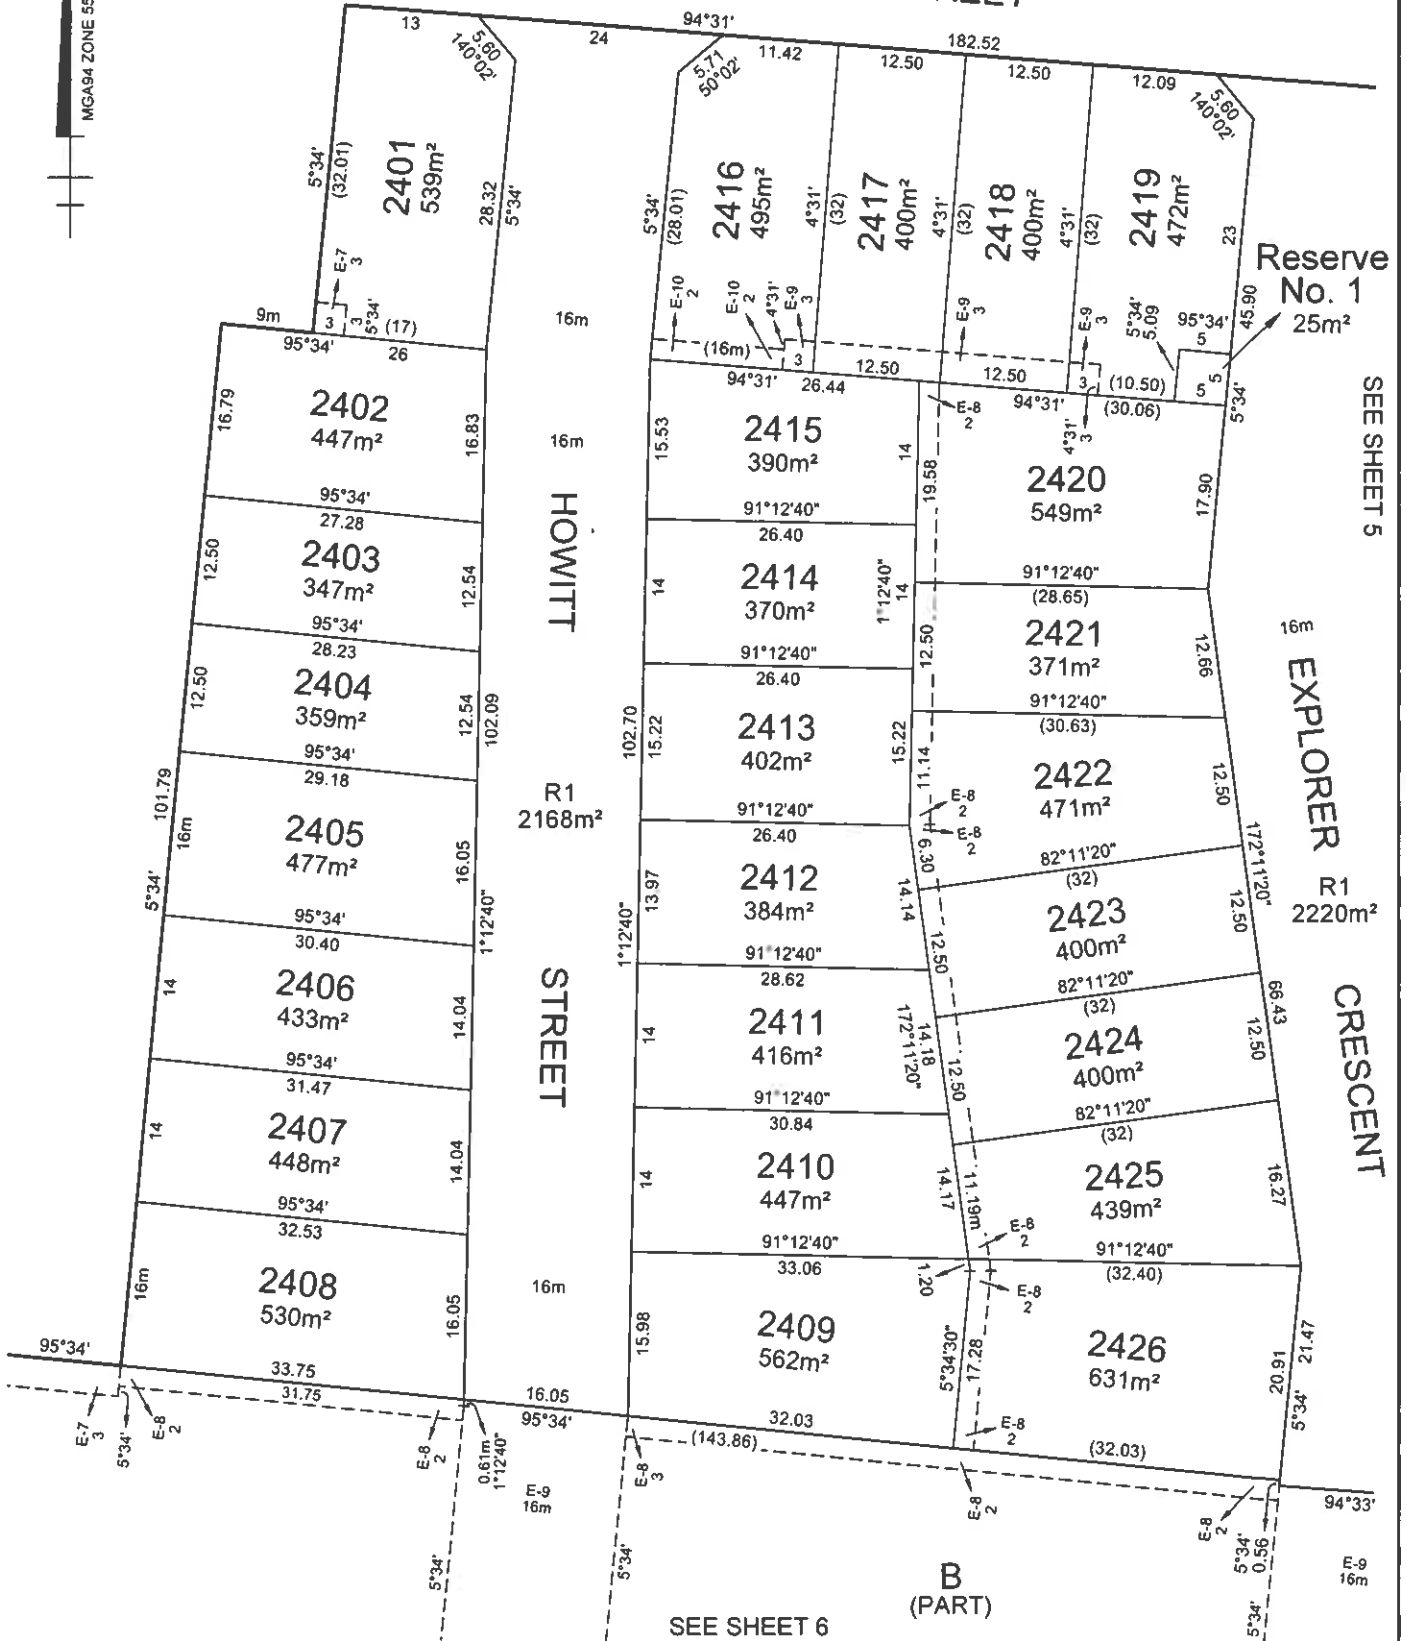 MGA94 ZONE 55
94°31'
182.52
13
5.60
140°02'
24
5.71
50°02'
11.42
12.50
12.50
12.09
5.60
140°02'
5°34'
(32.01)
2401
539m²
28.32
5°34'
E-7
3
3
3
5°34'
(17)
9m
95°34'
26
16m
5°34'
(28.01)
2416
495m²
4°31'
(32)
2417
400m²
4°31'
(32)
2418
400m²
4°31'
(32)
2419
472m²
23
45.90
Reserve
No. 1
25m²
E-10
2
E-10
2
4°31'
E-9
3
3
(16m)
E-9
3
E-9
3
3
5°34'
5.09
95°34'
5
5
5
(10.50)
5°34'
94°31'
26.44
12.50
12.50
94°31'
(30.06)
4°31'
3
E-8
2
SEE SHEET 5
16.79
2402
447m²
16.83
16m
95°34'
27.28
12.50
2403
347m²
12.54
95°34'
28.23
12.50
2404
359m²
12.54
102.09
95°34'
29.18
101.79
16m
5°34'
2405
477m²
16.05
1°12'40"
95°34'
30.40
14
2406
433m²
14.04
95°34'
31.47
14
2407
448m²
14.04
95°34'
32.53
16m
2408
530m²
16.05
HOWITT
STREET
R1
2168m²
16m
15.53
2415
390m²
14
19.58
91°12'40"
26.40
14
2414
370m²
1°12'40"
14
12.50
91°12'40"
26.40
102.70
15.22
2413
402m²
15.22
11.14
E-8
2
E-8
2
6.30
91°12'40"
26.40
13.97
1°12'40"
2412
384m²
14.14
12.50
91°12'40"
28.62
14
2411
416m²
172°11'20"
14.18
12.50
91°12'40"
30.84
14
2410
447m²
14.17
11.19m
E-8
2
91°12'40"
33.06
1.20
E-8
2
15.98
2409
562m²
5°34'30"
17.28
E-8
2
2420
549m²
17.90
91°12'40"
(28.65)
2421
371m²
12.66
91°12'40"
(30.63)
2422
471m²
12.50
172°11'20"
82°11'20"
(32)
2423
400m²
12.50
82°11'20"
(32)
66.43
2424
400m²
12.50
82°11'20"
(32)
2425
439m²
16.27
91°12'40"
(32.40)
2426
631m²
20.91
21.47
5°34'
16m
EXPLORER
R1
2220m²
CRESCENT
95°34'
33.75
31.75
16.05
95°34'
32.03
(143.86)
(32.03)
94°33'
E-7
3
5°34'
E-8
2
E-8
2
0.61m
1°12'40"
E-9
16m
E-8
3
E-8
2
E-8
2
5°34'
0.56
E-9
16m
5°34'
5°34'
5°34'
B
(PART)
SEE SHEET 6